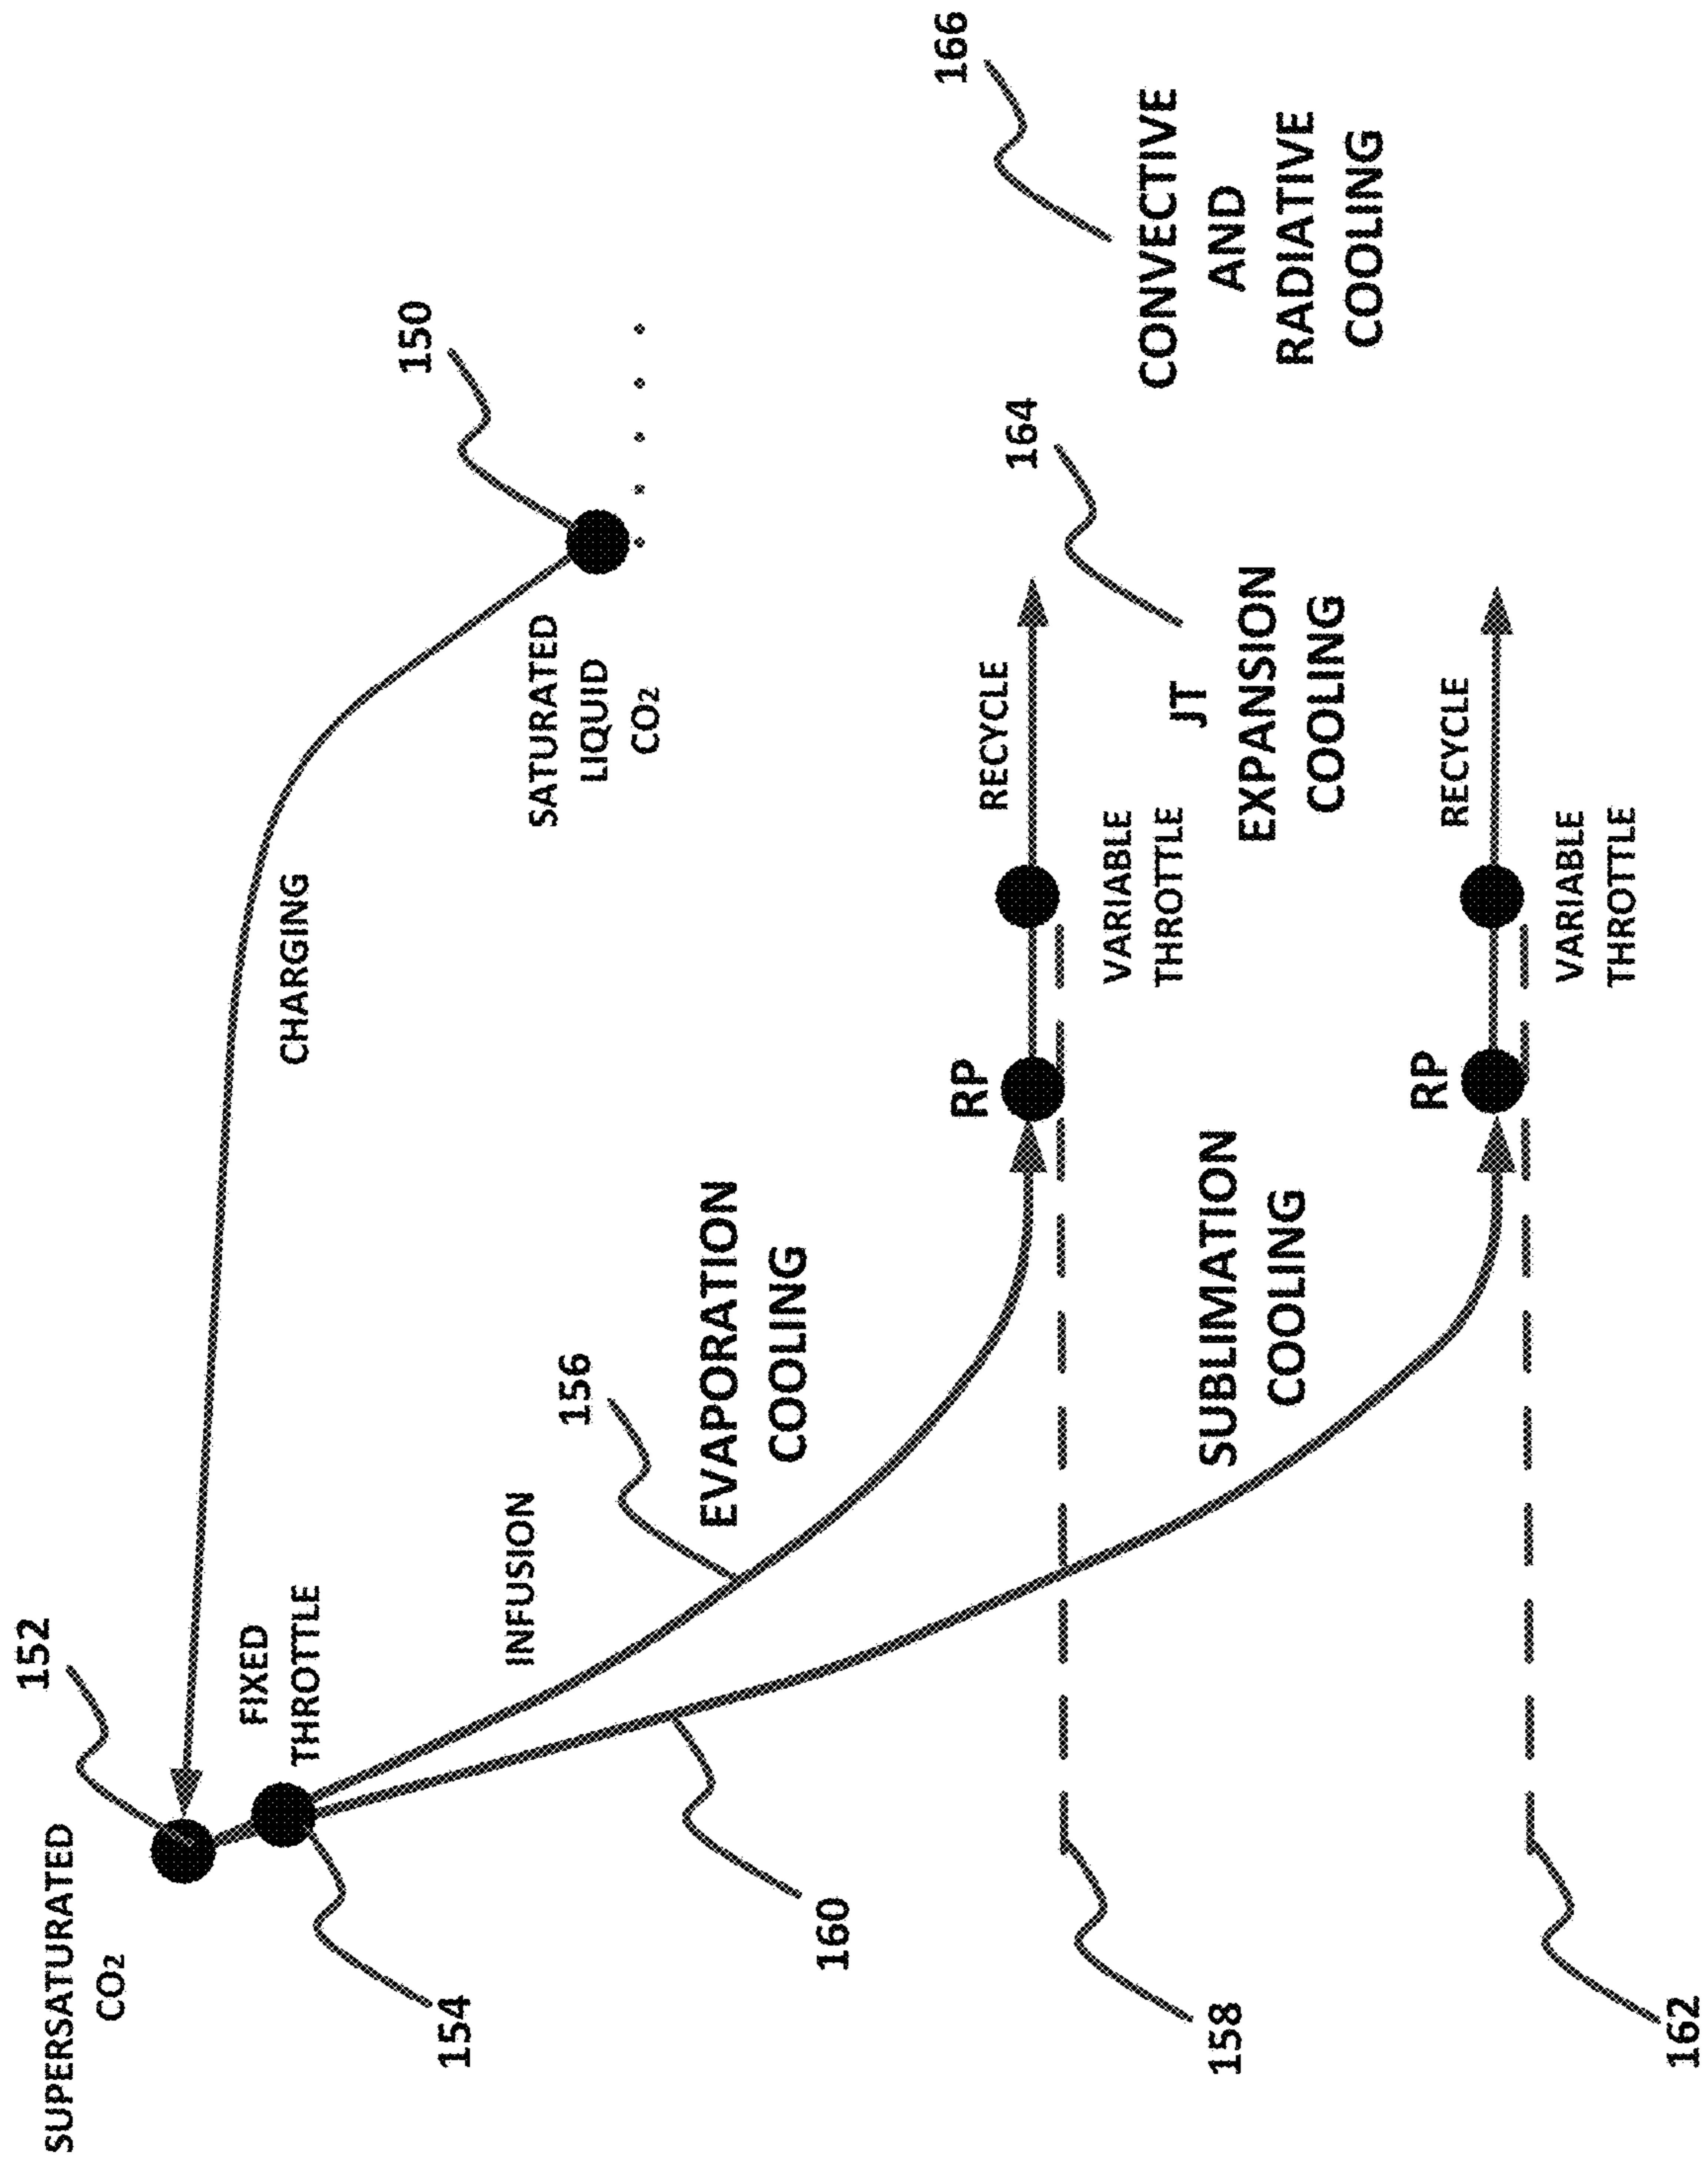 SUPERSATURATED
CO2
152
FIXED
THROTTLE
154
CHARGING
150
SATURATED
LIQUID
CO2
INFUSION
156
EVAPORATION
COOLING
160
RP
RECYCLE
VARIABLE
THROTTLE
164
JT
EXPANSION
COOLING
166
CONVECTIVE
AND
RADIATIVE
COOLING
158
SUBLIMATION
COOLING
RP
RECYCLE
VARIABLE
THROTTLE
162